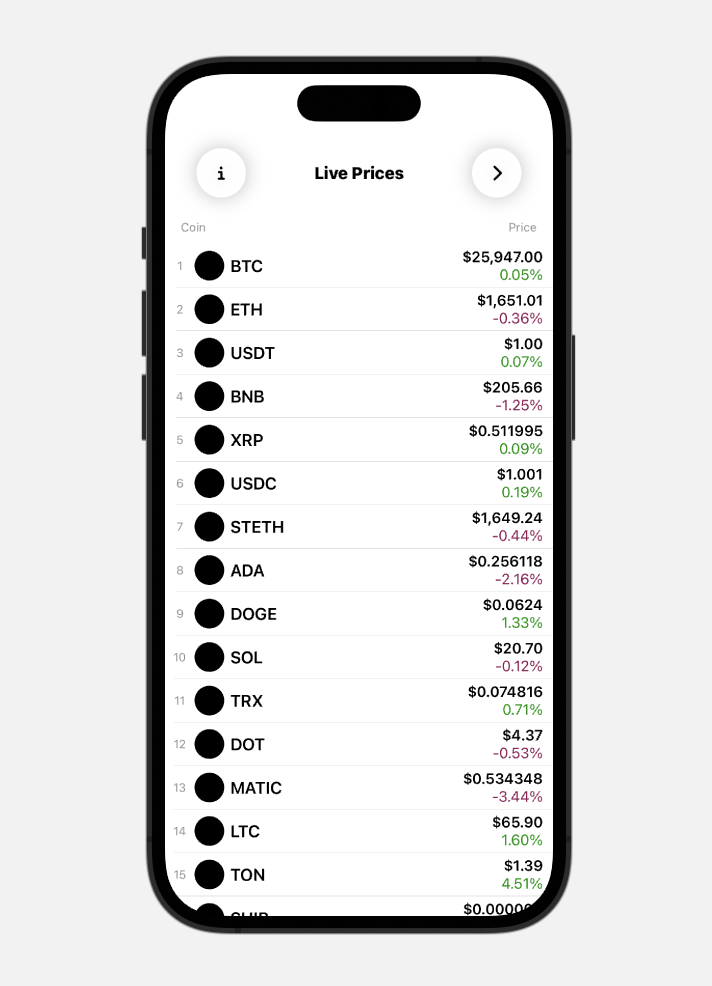 i
Live Prices
Coin Price
1 BTC $25,947.00
0.05%
2 ETH $1,651.01
-0.36%
3 USDT $1.00
0.07%
4 BNB $205.66
-1.25%
5 XRP $0.511995
0.09%
6 USDC $1.001
0.19%
7 STETH $1,649.24
-0.44%
8 ADA $0.256118
-2.16%
9 DOGE $0.0624
1.33%
10 SOL $20.70
-0.12%
11 TRX $0.074816
0.71%
12 DOT $4.37
-0.53%
13 MATIC $0.534348
-3.44%
14 LTC $65.90
1.60%
15 TON $1.39
4.51%
SHIB